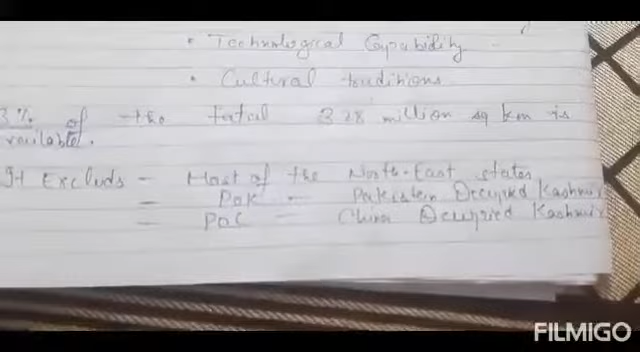 • Technological Capability
• Cultural traditions
3% of the total 3.28 million sq km is
available.
It Excluds - Most of the North-East states
- PoK - Pakistan Occupied Kashmir
- PoC - China Occupried Kashmir
FILMIGO